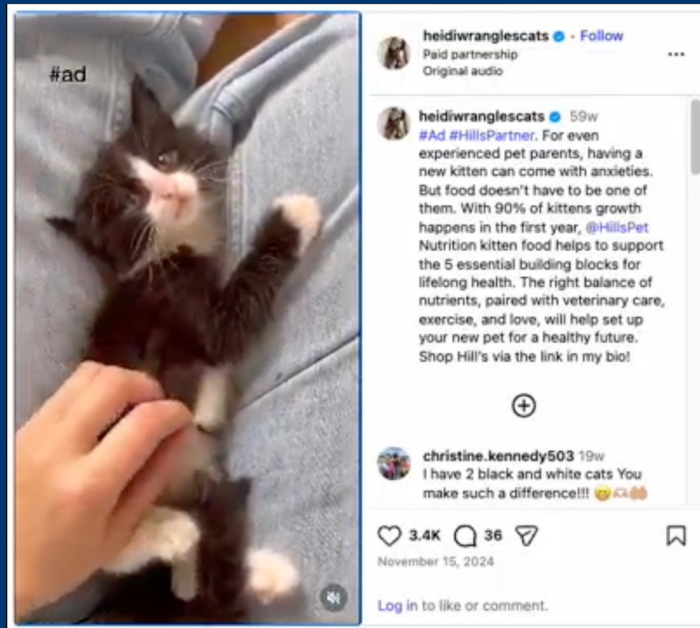 #ad
heidiwranglescats • Follow
Paid partnership
Original audio
heidiwranglescats 59w
#Ad #HillsPartner. For even
experienced pet parents, having a
new kitten can come with anxieties.
But food doesn't have to be one of
them. With 90% of kittens growth
happens in the first year, @HillsPet
Nutrition kitten food helps to support
the 5 essential building blocks for
lifelong health. The right balance of
nutrients, paired with veterinary care,
exercise, and love, will help set up
your new pet for a healthy future.
Shop Hill's via the link in my bio!
christine.kennedy503 19w
I have 2 black and white cats You
make such a difference!!!
3.4K 36
November 15, 2024
Log in to like or comment.